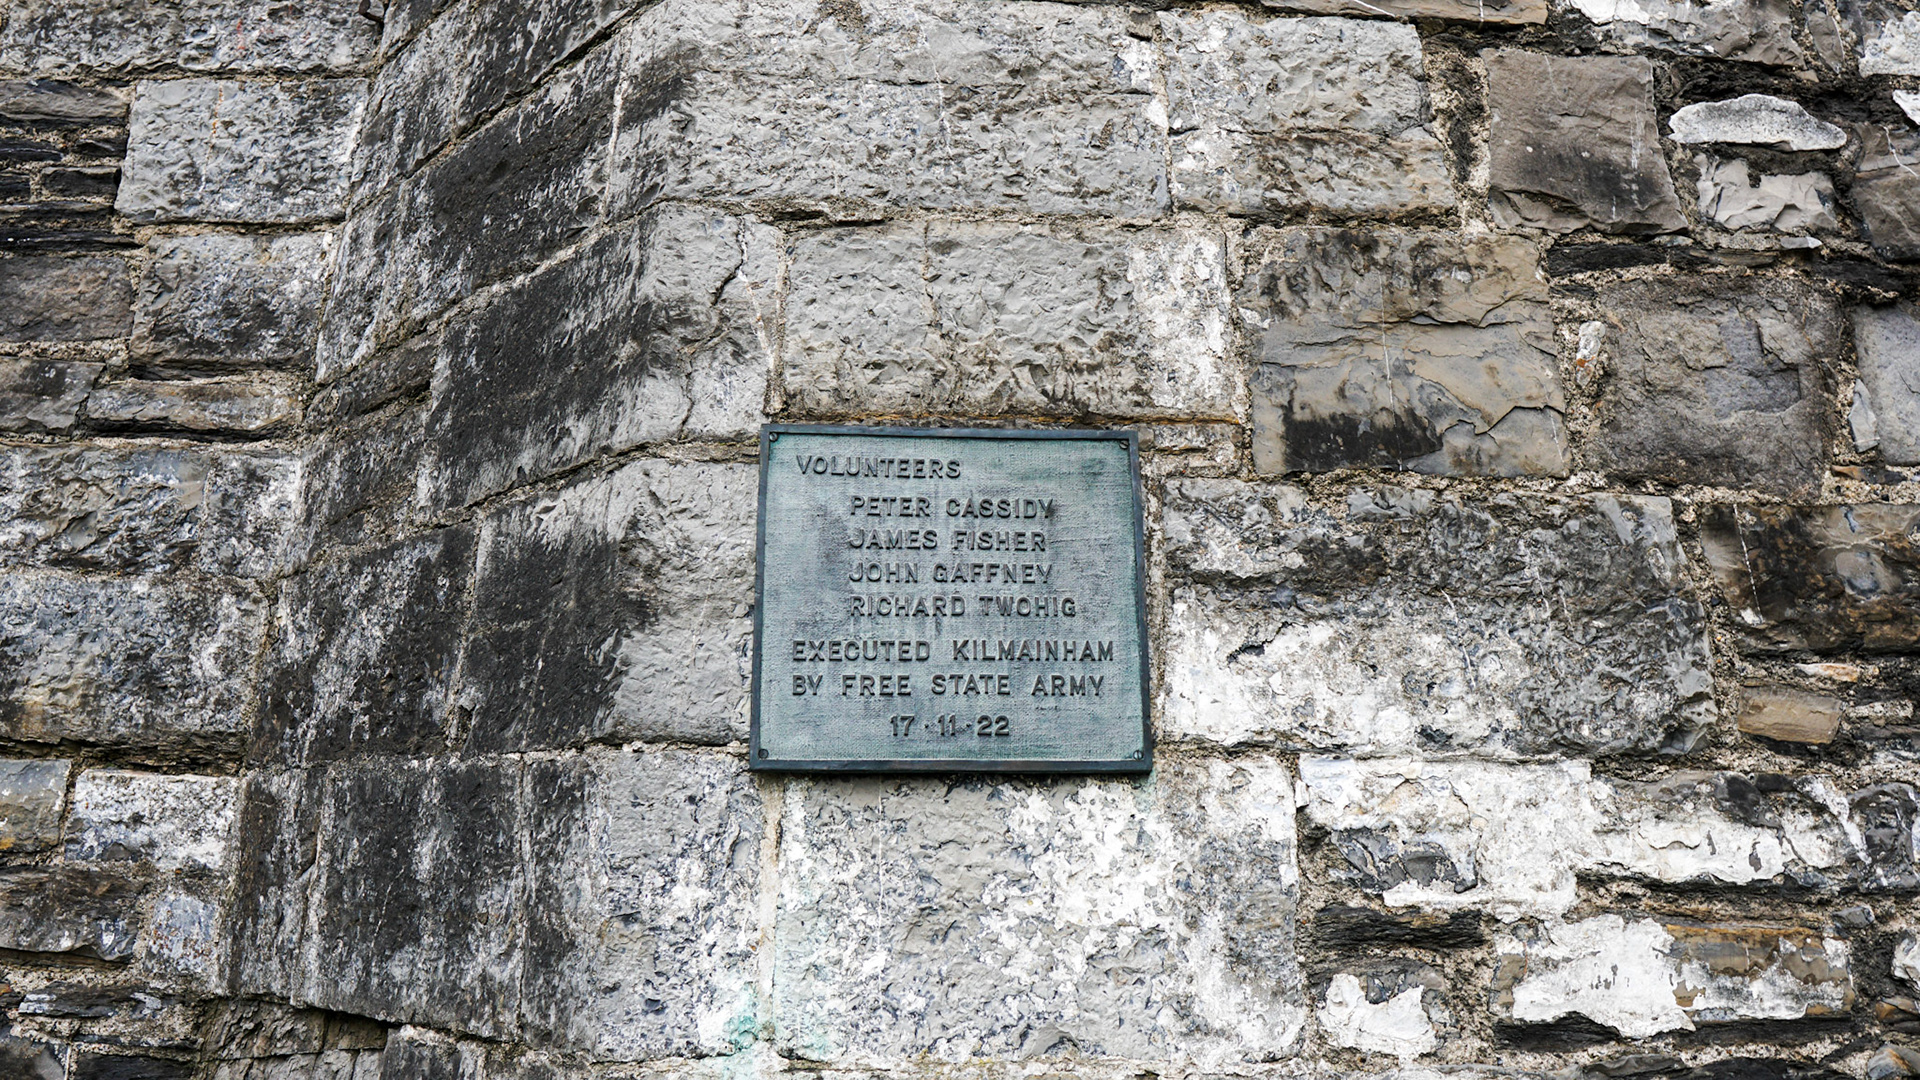 VOLUNTEERS
PETER CASSIDY
JAMES FISHER
JOHN GAFFNEY
RICHARD TWOHIG
EXECUTED KILMAINHAM
BY FREE STATE ARMY
17·11·22